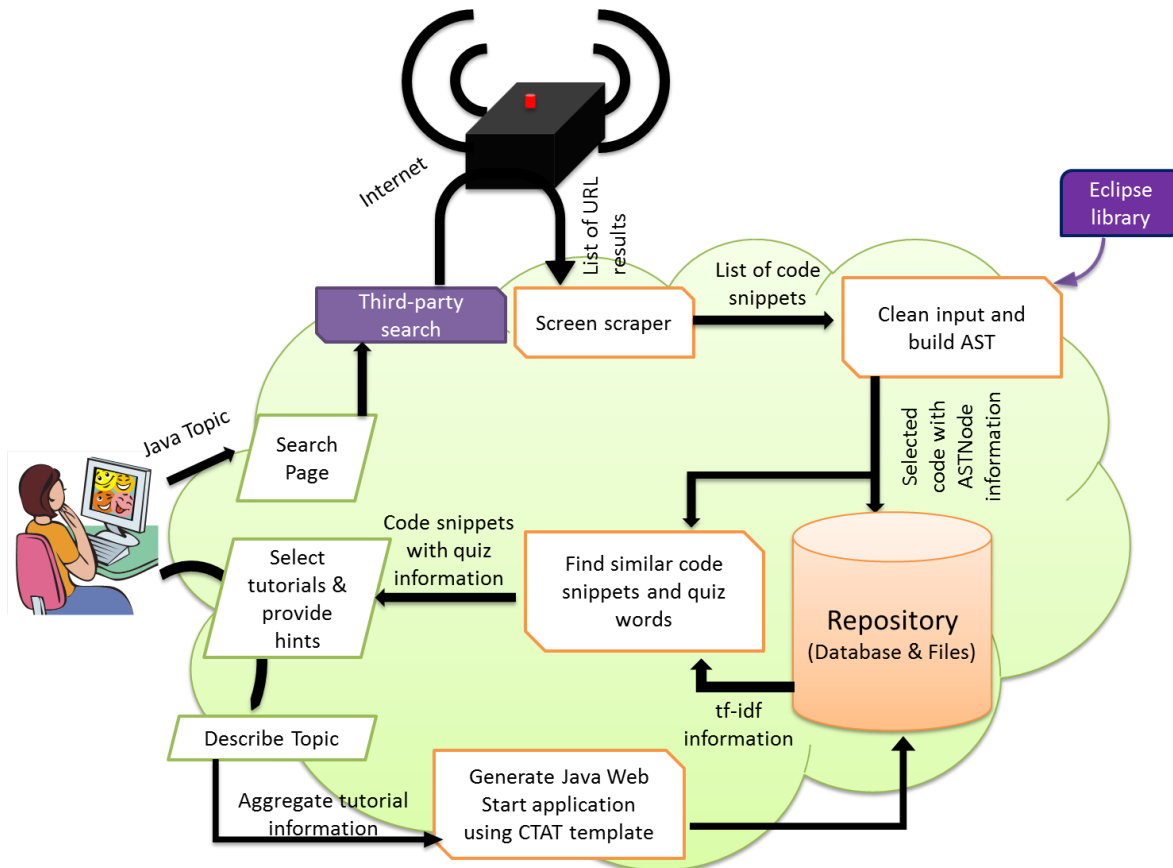 Internet
List of URL
results
Eclipse
library
Third-party
search
Screen scraper
List of code
snippets
Clean input and
build AST
Java Topic
Search
Page
Selected
code with
ASTNode
information
Code snippets
with quiz
information
Select
tutorials &
provide
hints
Find similar code
snippets and quiz
words
Repository
(Database & Files)
tf-idf
information
Describe Topic
Aggregate tutorial
information
Generate Java Web
Start application
using CTAT template